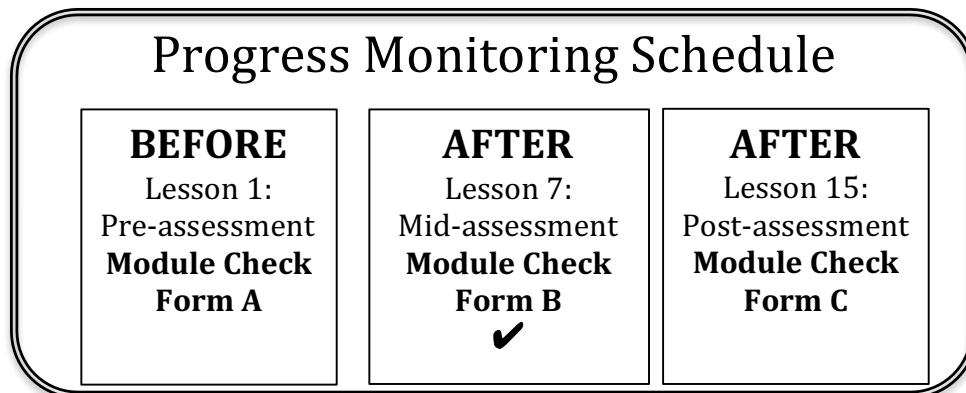 Progress Monitoring Schedule
BEFORE
Lesson 1:
Pre-assessment
Module Check
Form A
AFTER
Lesson 7:
Mid-assessment
Module Check
Form B
✔
AFTER
Lesson 15:
Post-assessment
Module Check
Form C